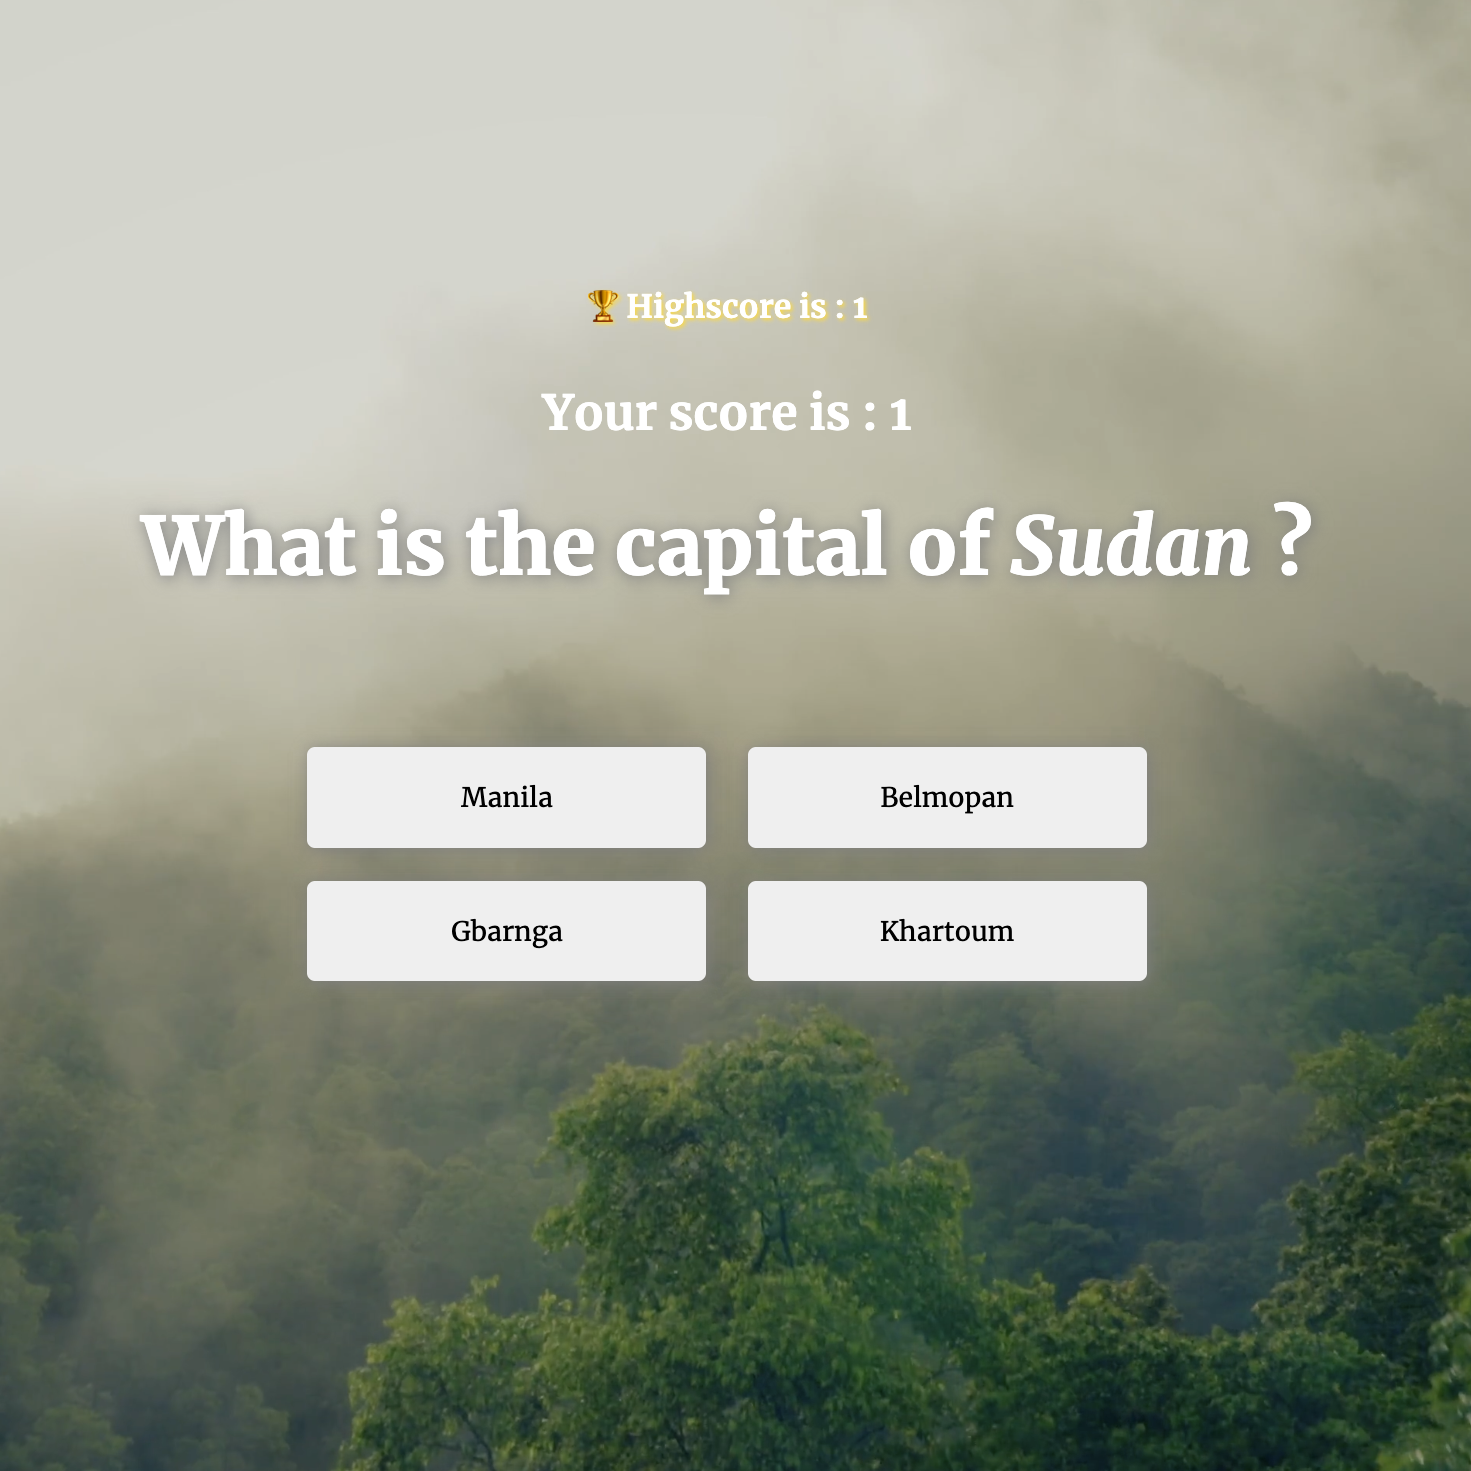 🏆 Highscore is : 1
Your score is : 1
What is the capital of Sudan ?
Manila
Belmopan
Gbarnga
Khartoum